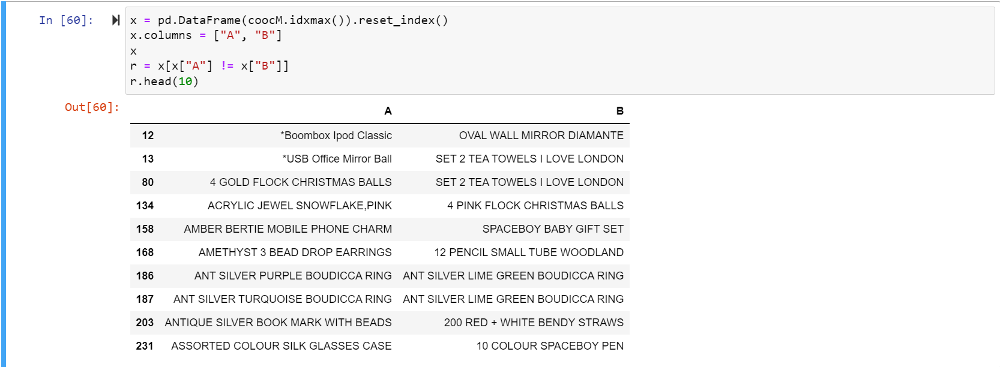 In [60]:
x = pd.DataFrame(coocM.idxmax()).reset_index()
x.columns = ["A", "B"]
x
r = x[x["A"] != x["B"]]
r.head(10)
Out[60]:
A B
12 *Boombox Ipod Classic OVAL WALL MIRROR DIAMANTE
13 *USB Office Mirror Ball SET 2 TEA TOWELS I LOVE LONDON
80 4 GOLD FLOCK CHRISTMAS BALLS SET 2 TEA TOWELS I LOVE LONDON
134 ACRYLIC JEWEL SNOWFLAKE,PINK 4 PINK FLOCK CHRISTMAS BALLS
158 AMBER BERTIE MOBILE PHONE CHARM SPACEBOY BABY GIFT SET
168 AMETHYST 3 BEAD DROP EARRINGS 12 PENCIL SMALL TUBE WOODLAND
186 ANT SILVER PURPLE BOUDICCA RING ANT SILVER LIME GREEN BOUDICCA RING
187 ANT SILVER TURQUOISE BOUDICCA RING ANT SILVER LIME GREEN BOUDICCA RING
203 ANTIQUE SILVER BOOK MARK WITH BEADS 200 RED + WHITE BENDY STRAWS
231 ASSORTED COLOUR SILK GLASSES CASE 10 COLOUR SPACEBOY PEN